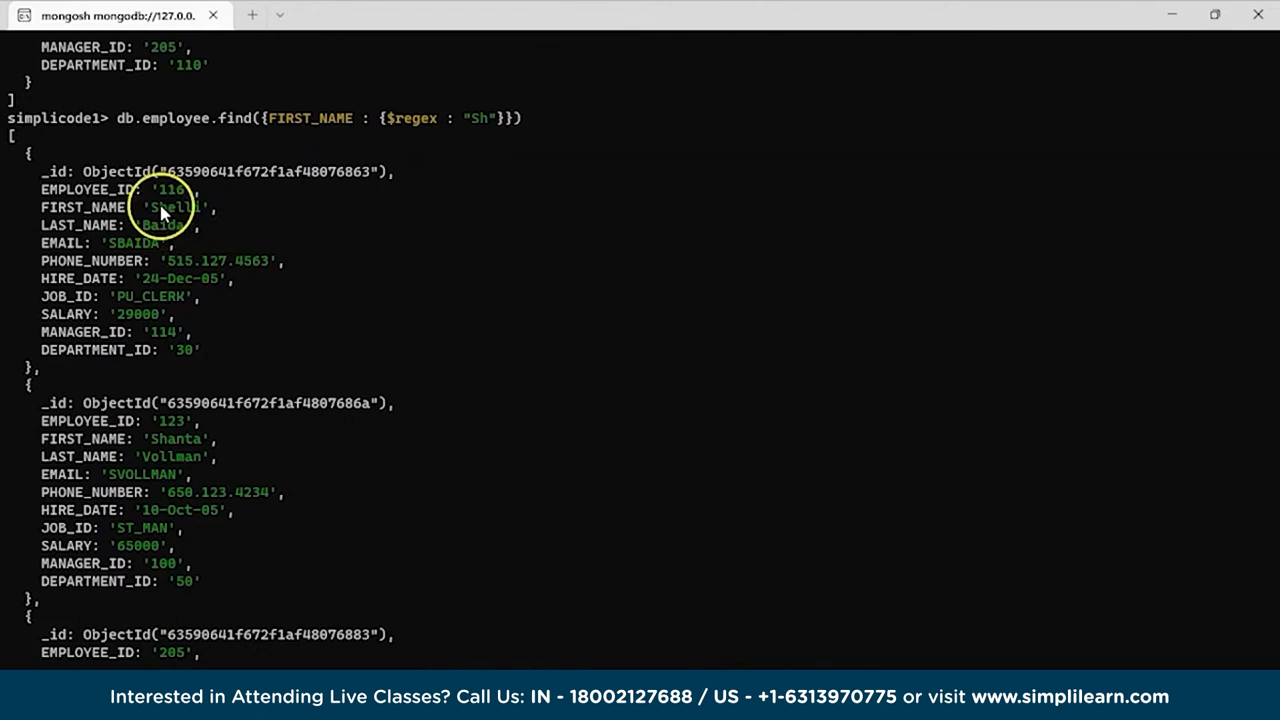 mongosh mongodb://127.0.0.
MANAGER_ID: '205',
DEPARTMENT_ID: '110'
}
]
simplicode1> db.employee.find({FIRST_NAME : {$regex : "Sh"}})
[
{
_id: ObjectId("63590641f672f1af48076863"),
EMPLOYEE_ID: '116',
FIRST_NAME: 'Shelli',
LAST_NAME: 'Baida',
EMAIL: 'SBAIDA',
PHONE_NUMBER: '515.127.4563',
HIRE_DATE: '24-Dec-05',
JOB_ID: 'PU_CLERK',
SALARY: '29000',
MANAGER_ID: '114',
DEPARTMENT_ID: '30'
},
{
_id: ObjectId("63590641f672f1af4807686a"),
EMPLOYEE_ID: '123',
FIRST_NAME: 'Shanta',
LAST_NAME: 'Vollman',
EMAIL: 'SVOLLMAN',
PHONE_NUMBER: '650.123.4234',
HIRE_DATE: '10-Oct-05',
JOB_ID: 'ST_MAN',
SALARY: '65000',
MANAGER_ID: '100',
DEPARTMENT_ID: '50'
},
{
_id: ObjectId("63590641f672f1af48076883"),
EMPLOYEE_ID: '205',
Interested in Attending Live Classes? Call Us: IN - 18002127688 / US - +1-6313970775 or visit www.simplilearn.com